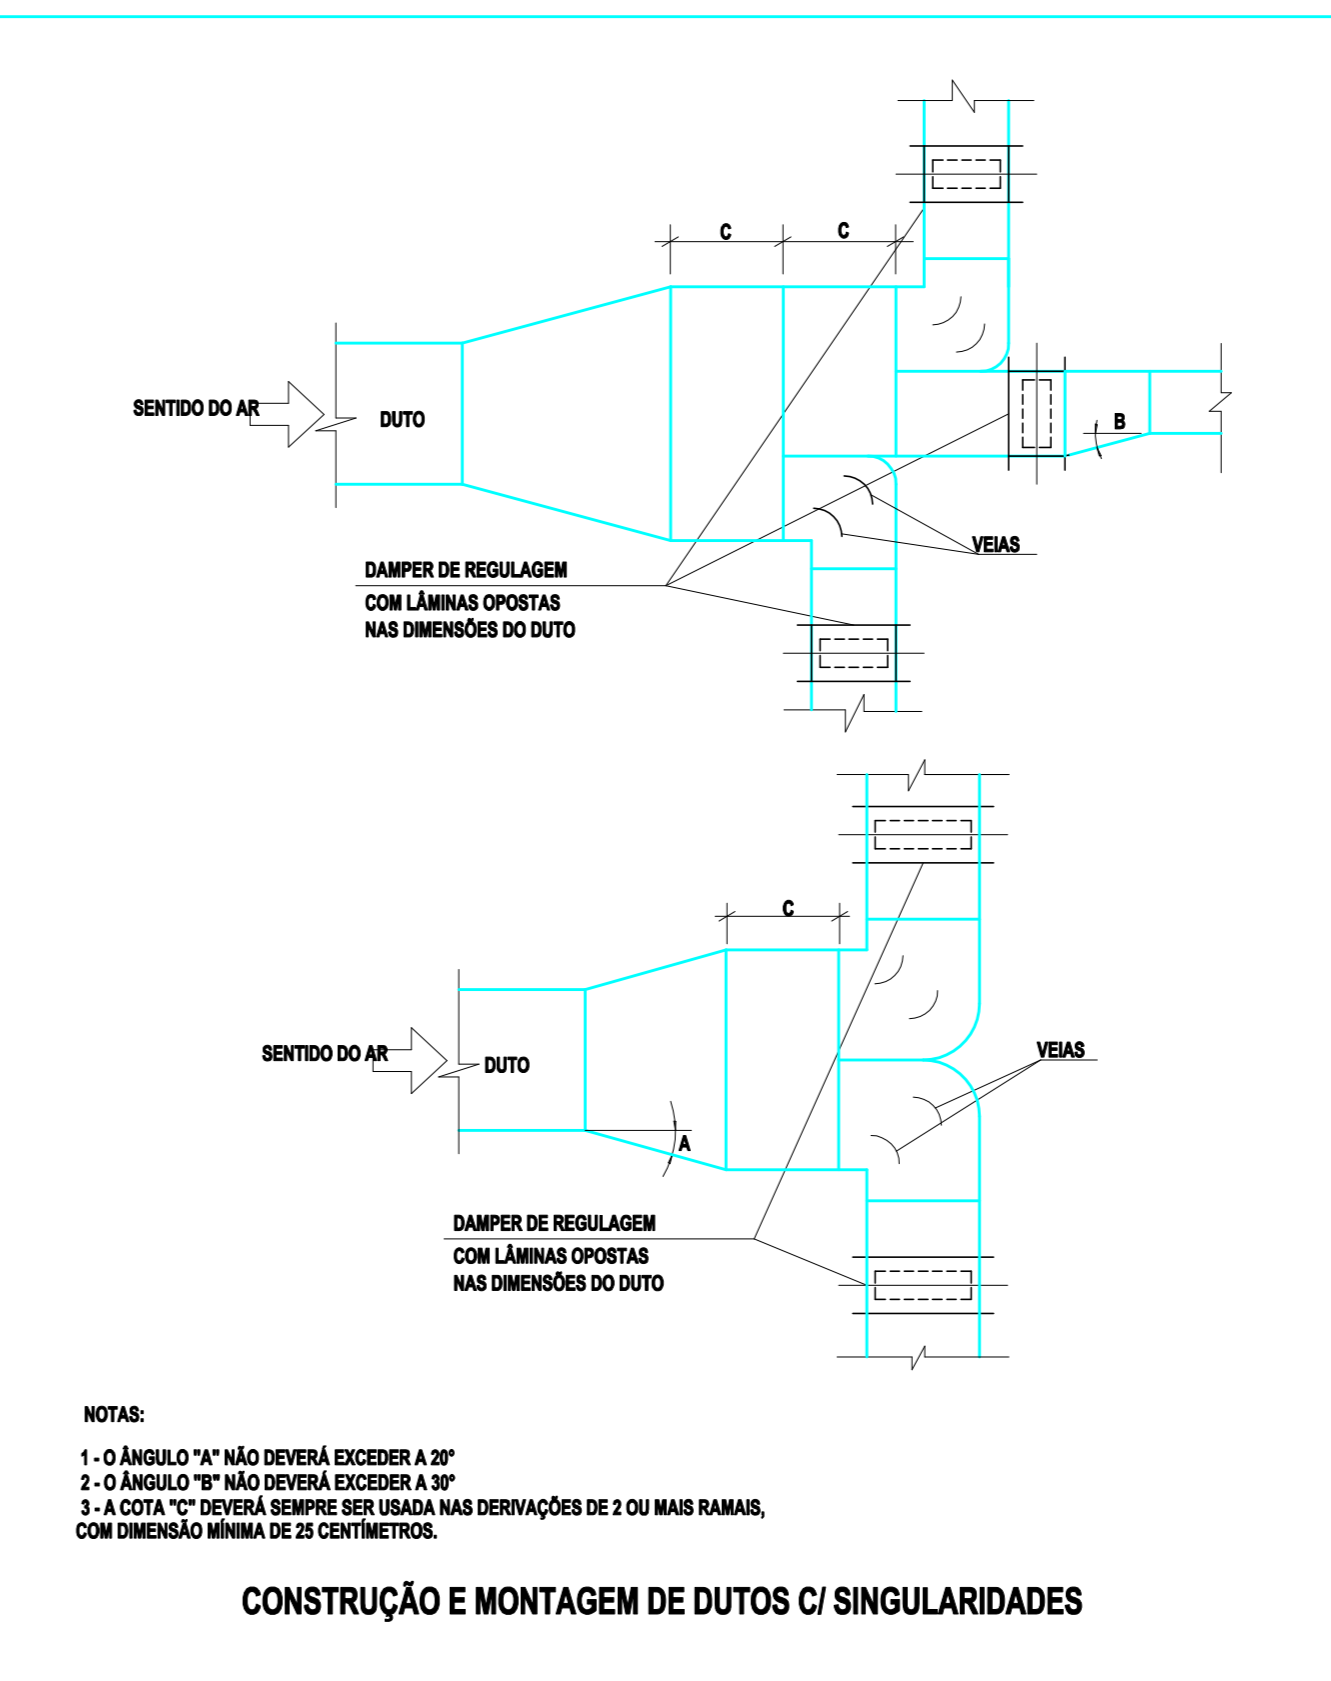 C
C
SENTIDO DO AR
DUTO
B
VEIAS
DAMPER DE REGULAGEM
COM LÂMINAS OPOSTAS
NAS DIMENSÕES DO DUTO
C
SENTIDO DO AR
DUTO
VEIAS
A
DAMPER DE REGULAGEM
COM LÂMINAS OPOSTAS
NAS DIMENSÕES DO DUTO
NOTAS:
1 - O ÂNGULO "A" NÃO DEVERÁ EXCEDER A 20°
2 - O ÂNGULO "B" NÃO DEVERÁ EXCEDER A 30°
3 - A COTA "C" DEVERÁ SEMPRE SER USADA NAS DERIVAÇÕES DE 2 OU MAIS RAMAIS,
COM DIMENSÃO MÍNIMA DE 25 CENTÍMETROS.
CONSTRUÇÃO E MONTAGEM DE DUTOS C/ SINGULARIDADES